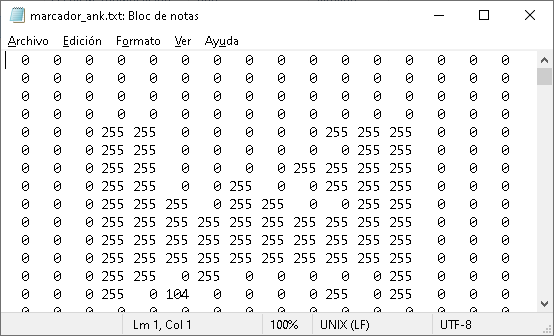 marcador_ank.txt: Bloc de notas
Archivo Edición Formato Ver Ayuda
0 0 0 0 0 0 0 0 0 0 0 0 0 0 0 0
0 0 0 0 0 0 0 0 0 0 0 0 0 0 0 0
0 0 0 0 0 0 0 0 0 0 0 0 0 0 0 0
0 0 0 0 0 0 0 0 0 0 0 0 0 0 0 0
0 0 0 255 255 0 0 0 0 0 255 255 255 0 0 0
0 0 0 255 255 0 0 0 0 0 255 255 255 0 0 0
0 0 0 255 255 0 0 0 0 255 255 255 255 0 0 0
0 0 0 255 255 0 0 255 0 0 255 255 255 0 0 0
0 0 0 255 255 255 0 255 255 0 0 255 255 0 0 0
0 0 0 255 255 255 255 255 255 255 255 255 255 0 0 0
0 0 0 255 255 255 255 255 255 255 255 255 255 0 0 0
0 0 0 255 255 255 255 255 255 255 255 255 255 0 0 0
0 0 0 255 255 0 255 0 0 0 0 0 255 0 0 0
0 0 0 255 0 104 0 0 0 0 255 0 255 0 0 0
Lm 1, Col 1 100% UNIX (LF) UTF-8